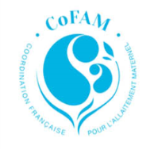 CoFAM
COORDINATION FRANÇAISE
POUR L'ALLAITEMENT MATERNEL